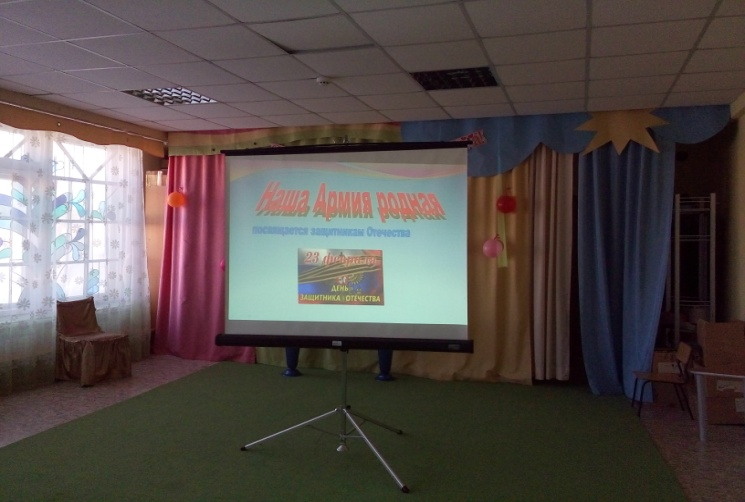 Наша Армия родная
посвящается защитникам Отечества
23 февраля
ДЕНЬ
ЗАЩИТНИКА ОТЕЧЕСТВА